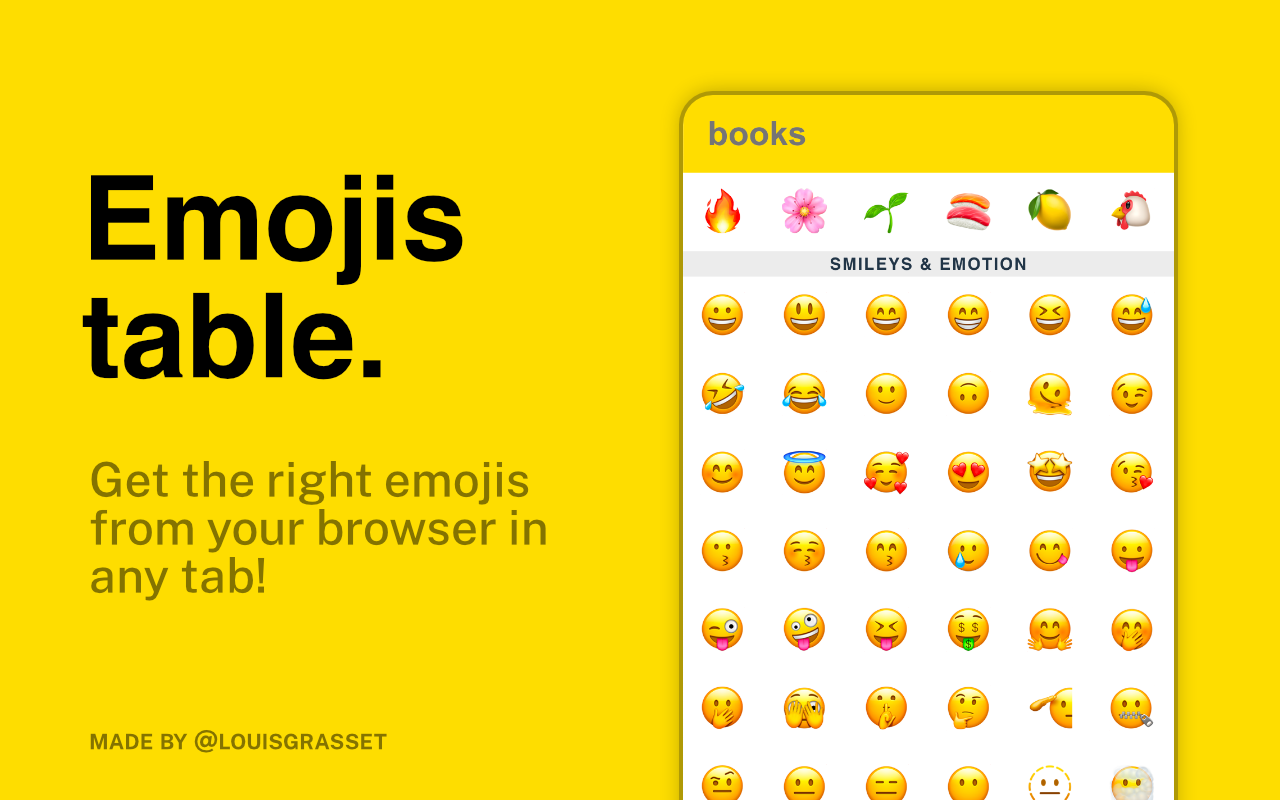 Emojis
table.
Get the right emojis
from your browser in
any tab!
MADE BY @LOUISGRASSET
books
SMILEYS & EMOTION